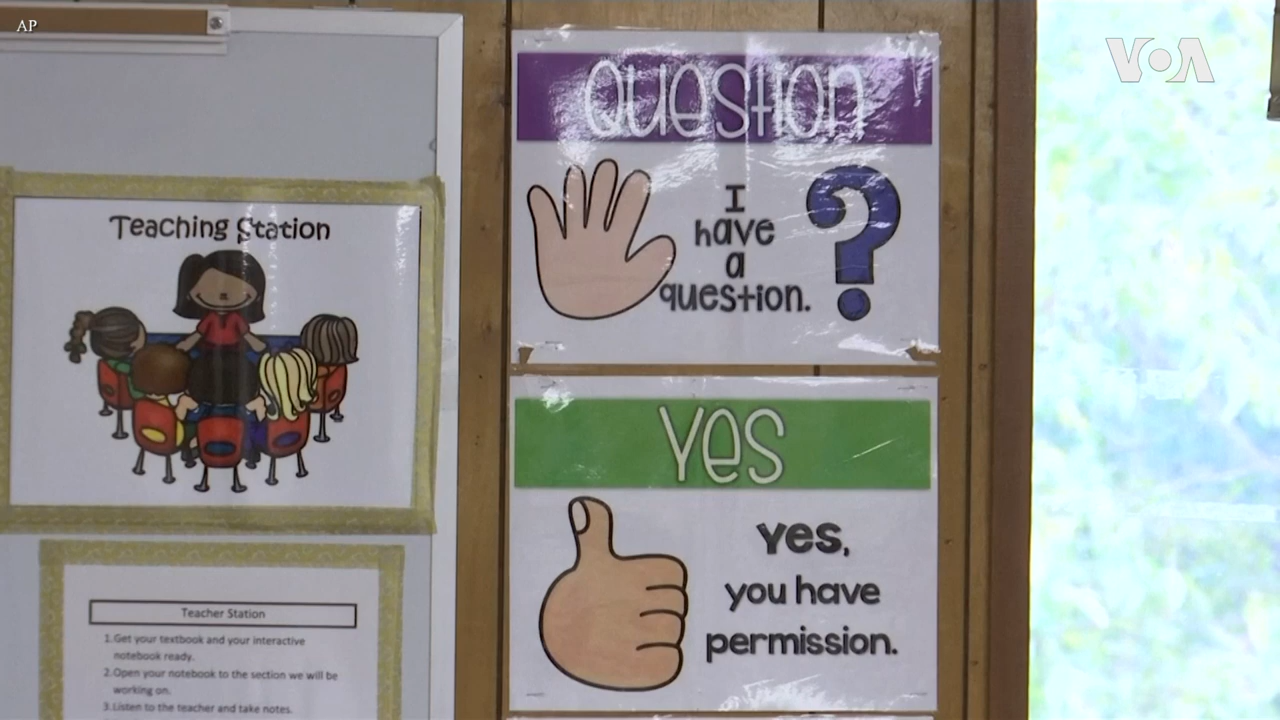 AP
VOA
Teaching Station
Teacher Station
1. Get your textbook and your interactive
notebook ready.
2. Open your notebook to the section we will be
working on.
3. Listen to the teacher and take notes.
Question
I
have
a
question.
?
Yes
Yes,
you have
permission.